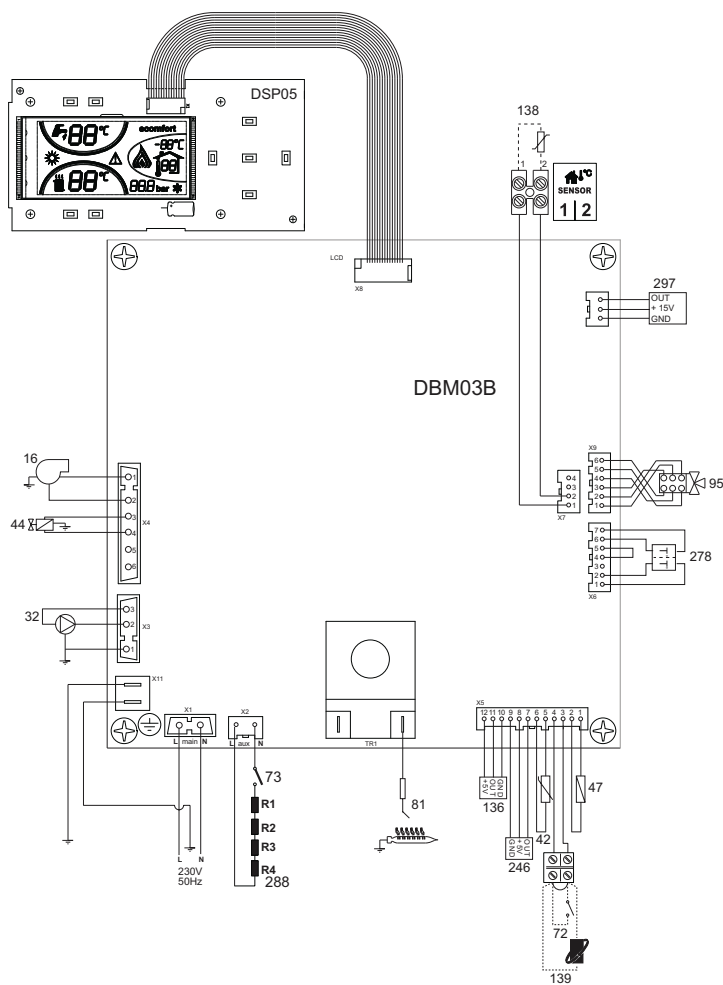 DSP05
88°C
ecomfort
-88°C
88
88°C
88.8 bar
138
1 2
°C
SENSOR
1 2
LCD
X8
297
OUT
+ 15V
GND
DBM03B
16
1
2
3
4
5
6
X4
44
X9
6
5
4
3
2
1
95
4
3
2
1
X7
7
6
5
4
3
2
1
X6
278
32
3
2
1
X3
X11
X1
L main N
X2
L aux N
TR1
X5
12 11 10 9 8 7 6 5 4 3 2 1
73
R1
R2
R3
R4
288
L N
230V
50Hz
81
GND
OUT
+5V
136
OUT
+5V
GND
246
42
47
72
139